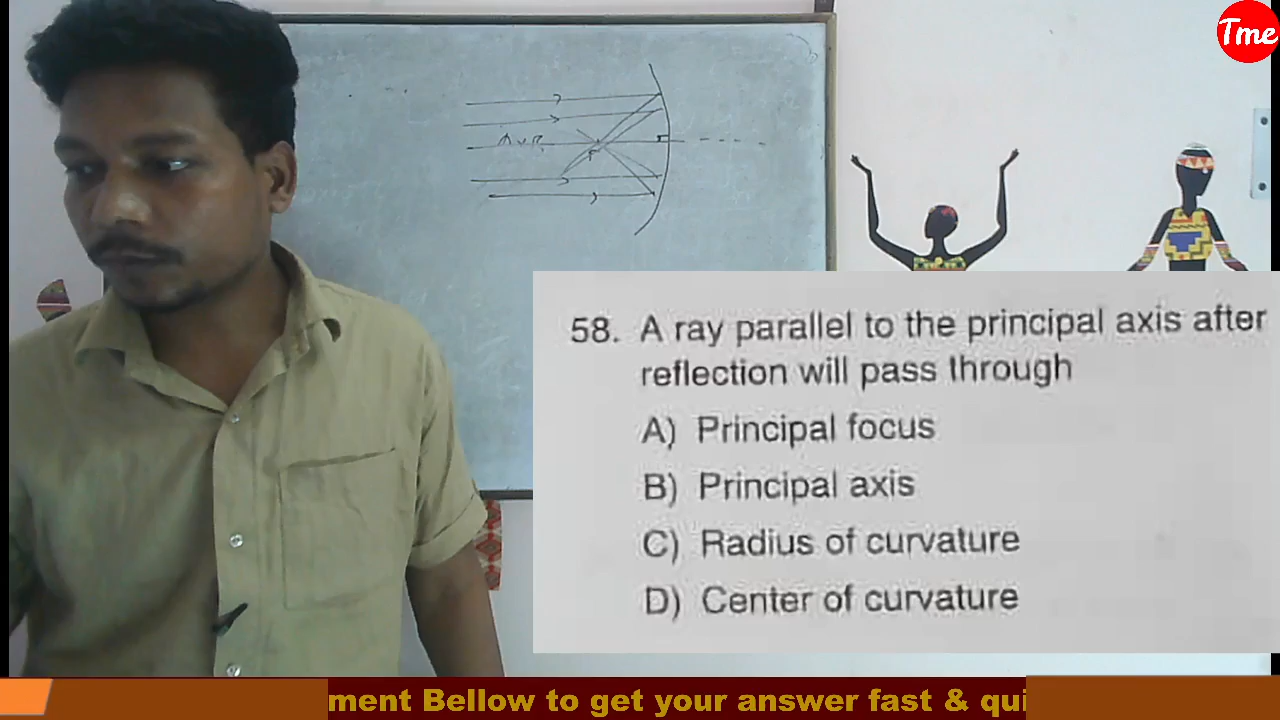 Tme
58. A ray parallel to the principal axis after
reflection will pass through
A) Principal focus
B) Principal axis
C) Radius of curvature
D) Center of curvature
ment Bellow to get your answer fast & qui